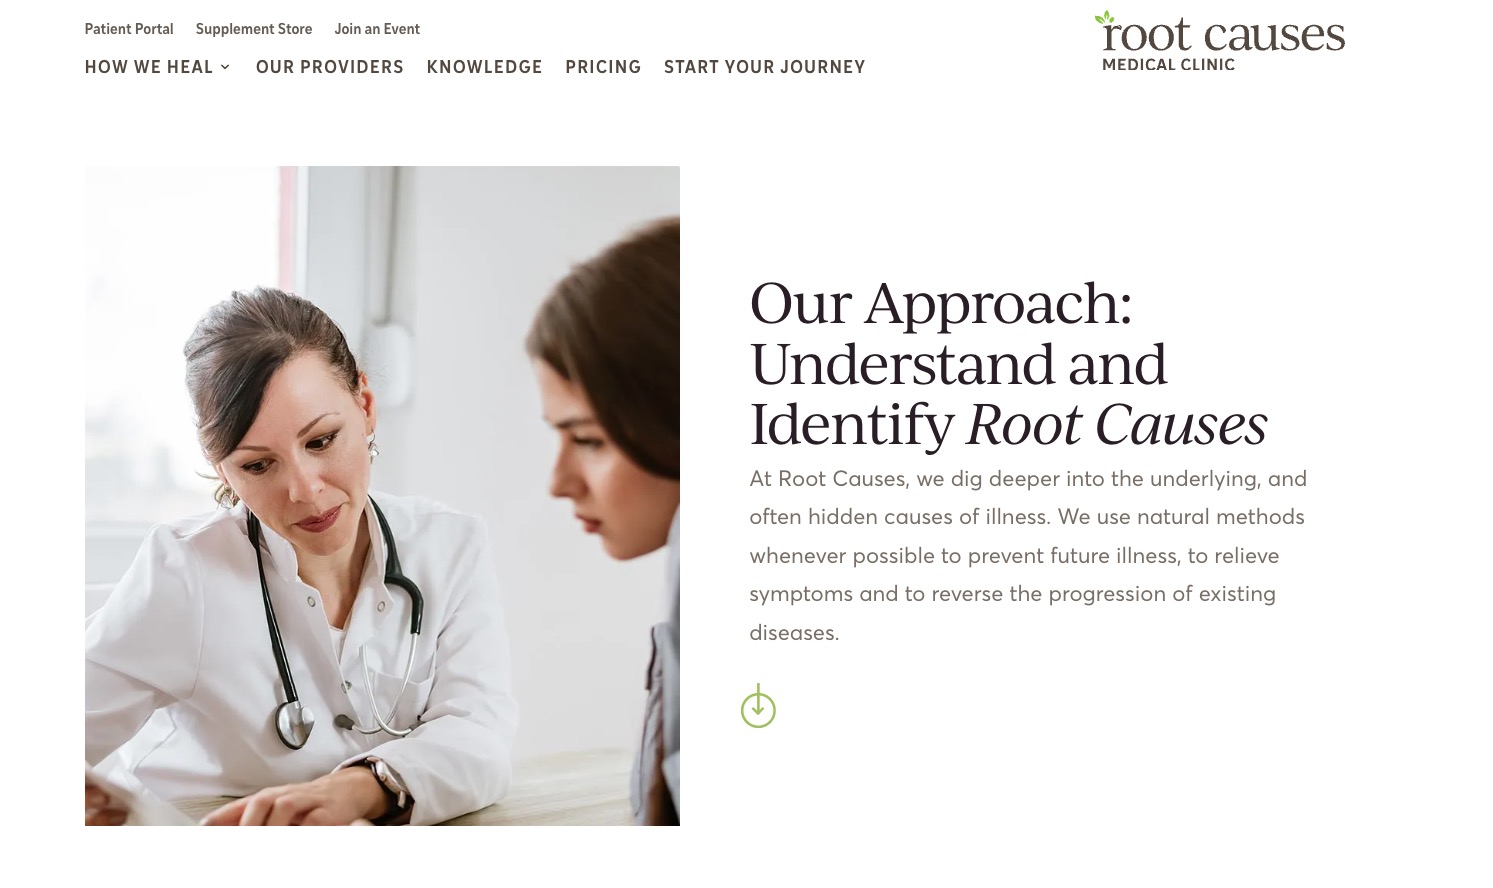 Patient Portal Supplement Store Join an Event
HOW WE HEAL OUR PROVIDERS KNOWLEDGE PRICING START YOUR JOURNEY
root causes
MEDICAL CLINIC
Our Approach:
Understand and
Identify Root Causes
At Root Causes, we dig deeper into the underlying, and
often hidden causes of illness. We use natural methods
whenever possible to prevent future illness, to relieve
symptoms and to reverse the progression of existing
diseases.